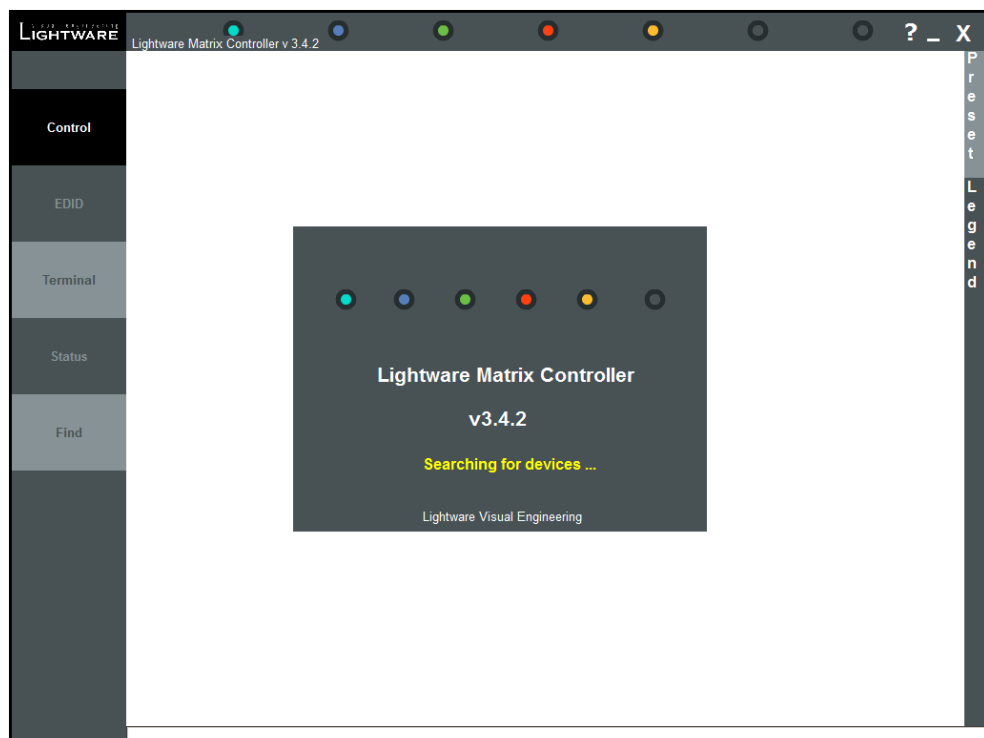 LIGHTWARE
Lightware Matrix Controller v 3.4.2
? _ X
Control
EDID
Terminal
Status
Find
Lightware Matrix Controller
v3.4.2
Searching for devices ...
Lightware Visual Engineering
Preset
Legend